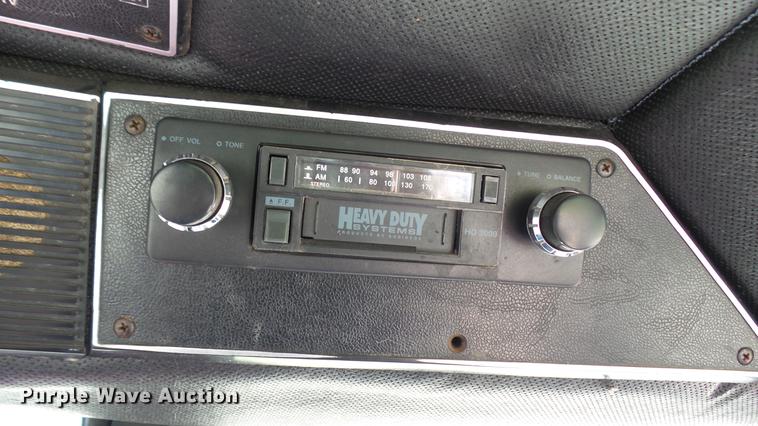 N
OFF VOL TONE
FM 88 90 94 98 103 108
AM 60 80 100 130 170
STEREO
TUNE BALANCE
F.F.
HEAVY DUTY
SYSTEMS
HD 3000
Purple Wave Auction